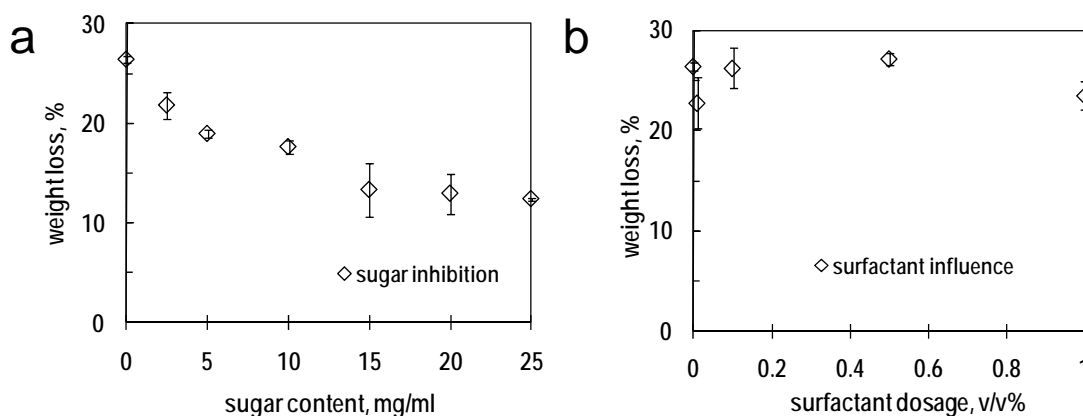 a
30
20
10
0
weight loss, %
sugar inhibition
0 5 10 15 20 25
sugar content, mg/ml
b
30
20
10
0
weight loss, %
surfactant influence
0 0.2 0.4 0.6 0.8 1
surfactant dosage, v/v%